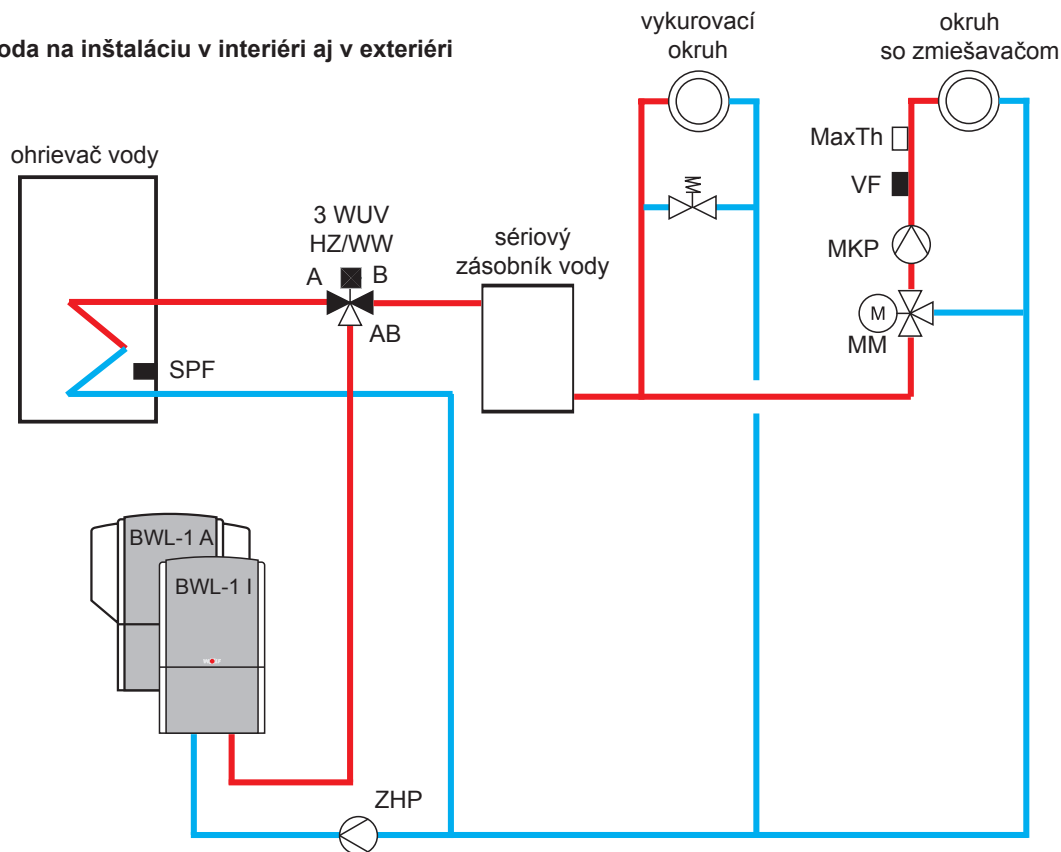 oda na inštaláciu v interiéri aj v exteriéri
vykurovací
okruh
okruh
so zmiešavačom
ohrievač vody
MaxTh
VF
3 WUV
HZ/WW
A
B
AB
sériový
zásobník vody
MKP
M
MM
SPF
BWL-1 A
BWL-1 I
ZHP